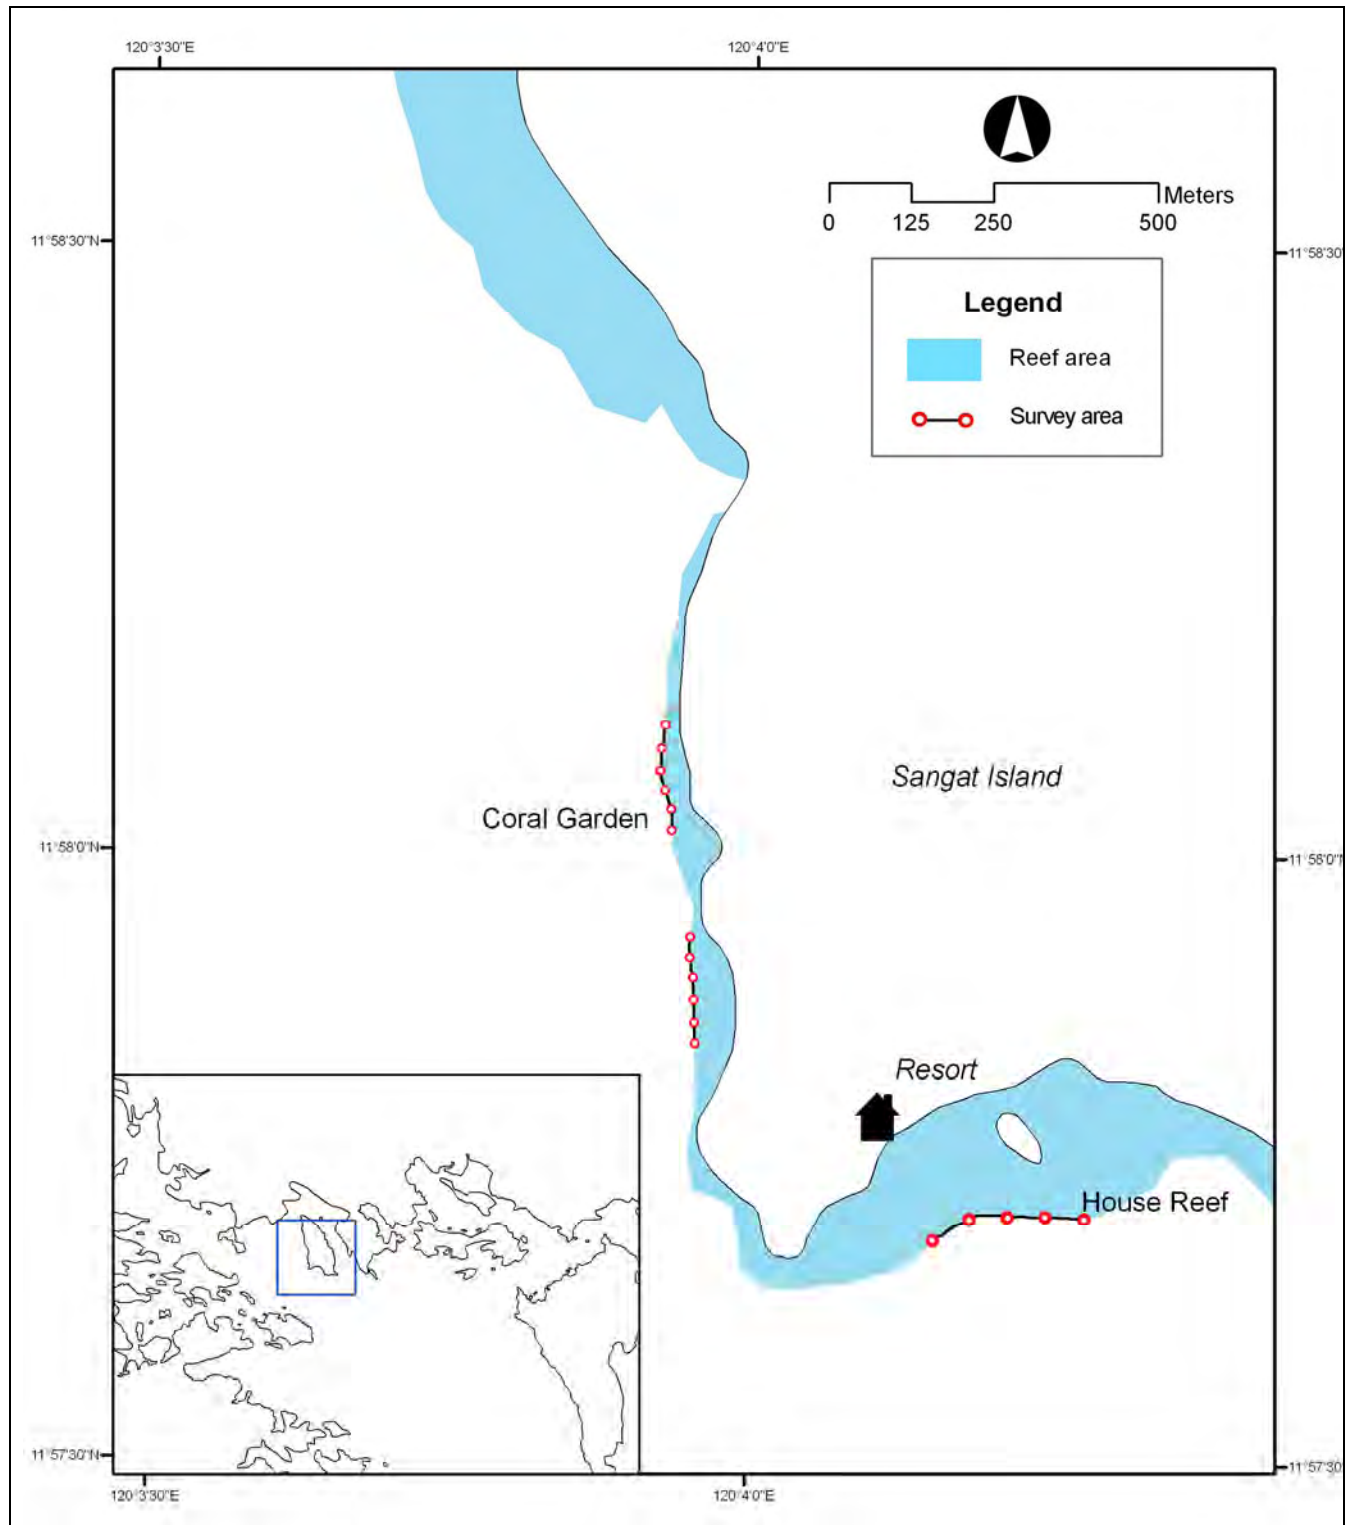 120°3'30"E 120°4'0"E
Meters
0 125 250 500
11°58'30"N 11°58'30
Legend
Reef area
Survey area
Sangat Island
Coral Garden
11°58'0"N 11°58'0"N
Resort
House Reef
11°57'30"N 11°57'30
120°3'30"E 120°4'0"E